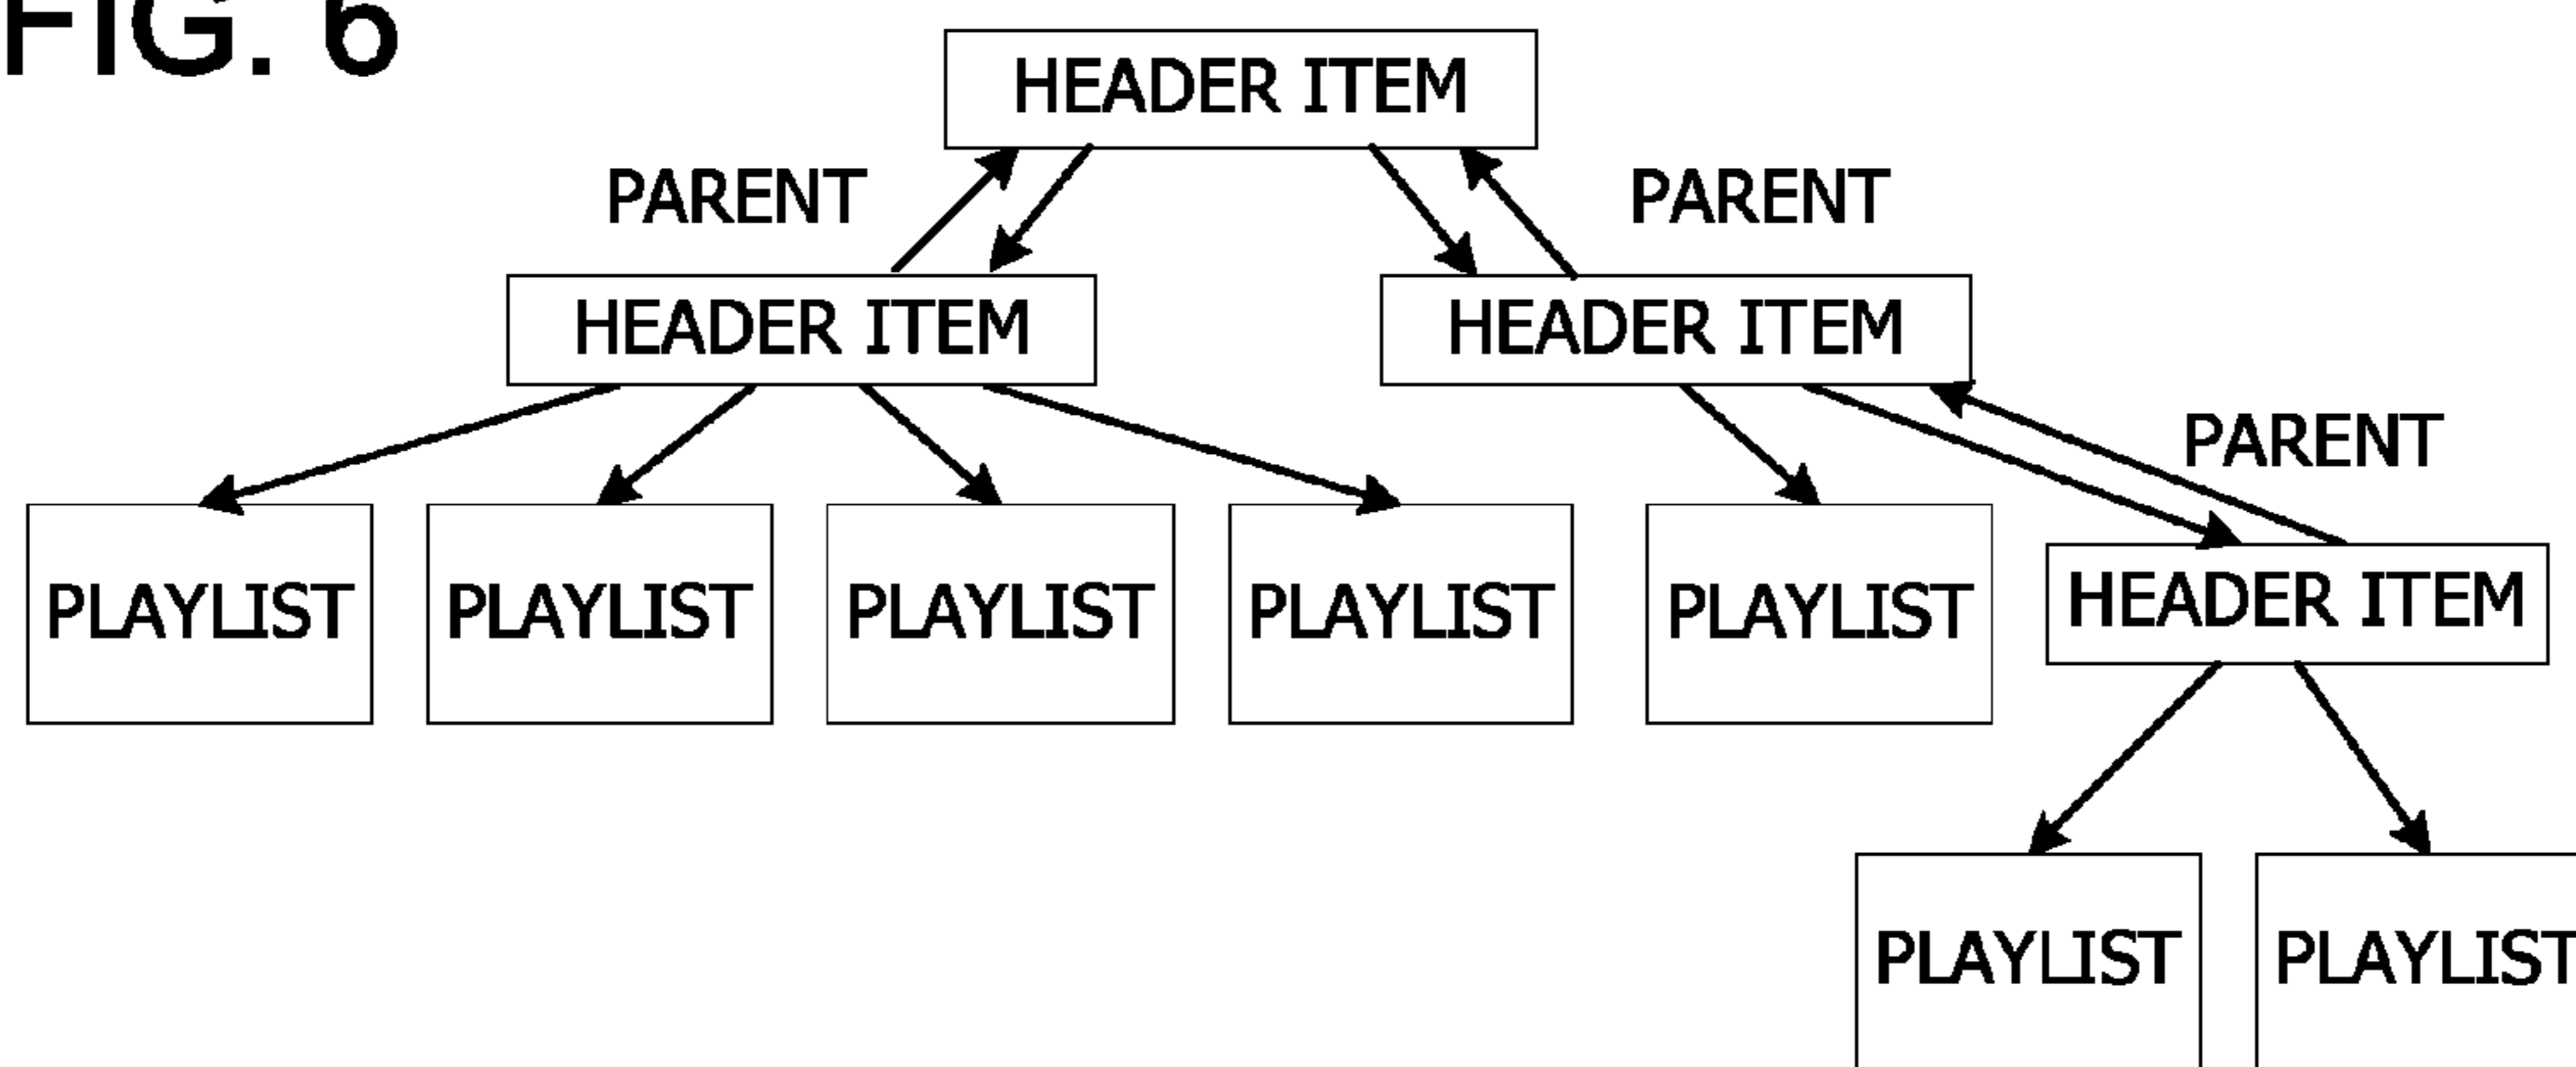 FIG. 6
HEADER ITEM
PARENT
PARENT
HEADER ITEM
HEADER ITEM
PARENT
PLAYLIST
PLAYLIST
PLAYLIST
PLAYLIST
PLAYLIST
HEADER ITEM
PLAYLIST
PLAYLIST